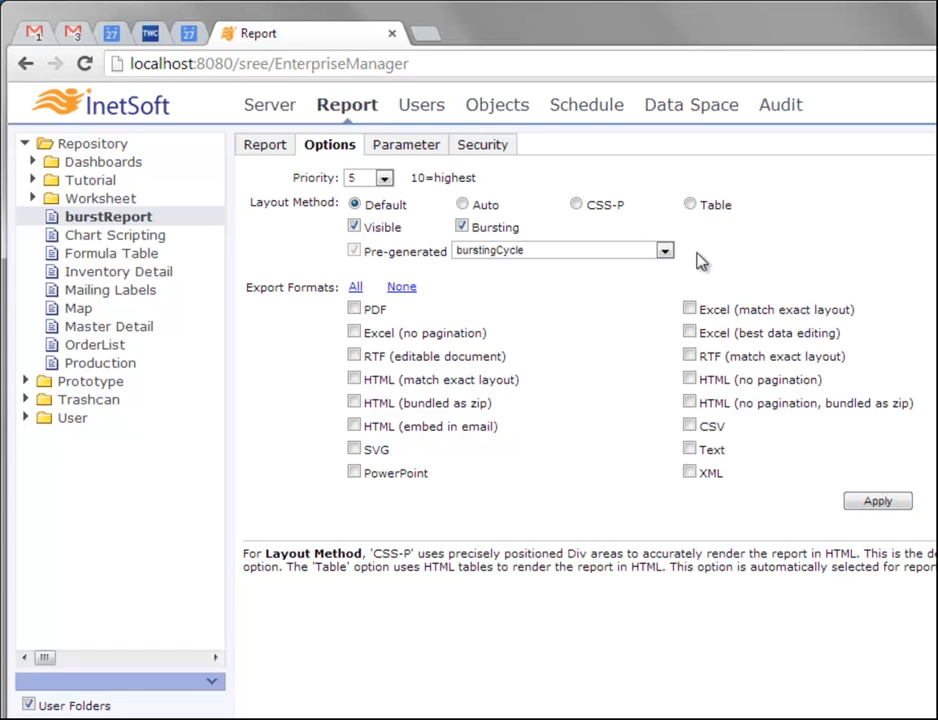 1
3
27
TWC
27
Report
localhost:8080/sree/EnterpriseManager
InetSoft
Server Report Users Objects Schedule Data Space Audit
Repository
Dashboards
Tutorial
Worksheet
burstReport
Chart Scripting
Formula Table
Inventory Detail
Mailing Labels
Map
Master Detail
OrderList
Production
Prototype
Trashcan
User
User Folders
Report Options Parameter Security
Priority: 5 10=highest
Layout Method: Default Auto CSS-P Table
Visible Bursting
Pre-generated burstingCycle
Export Formats: All None
PDF Excel (match exact layout)
Excel (no pagination) Excel (best data editing)
RTF (editable document) RTF (match exact layout)
HTML (match exact layout) HTML (no pagination)
HTML (bundled as zip) HTML (no pagination, bundled as zip)
HTML (embed in email) CSV
SVG Text
PowerPoint XML
Apply
For Layout Method, 'CSS-P' uses precisely positioned Div areas to accurately render the report in HTML. This is the de
option. The 'Table' option uses HTML tables to render the report in HTML. This option is automatically selected for repor